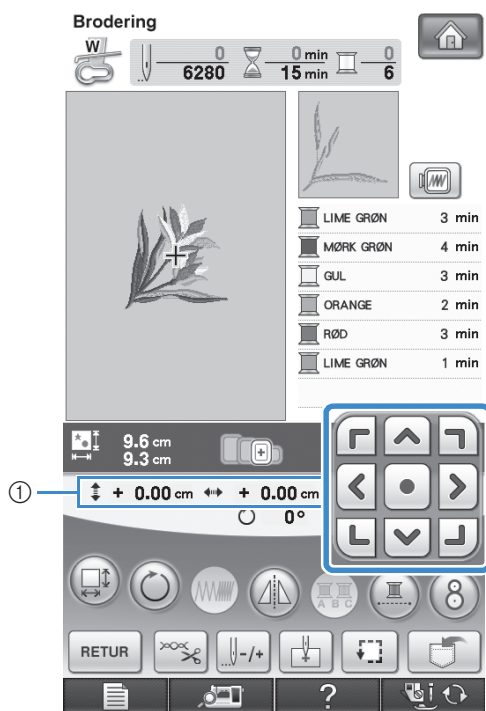 Brodering
W
0 0 min 0
6280 15 min 6
LIME GRØN 3 min
MØRK GRØN 4 min
GUL 3 min
ORANGE 2 min
RØD 3 min
LIME GRØN 1 min
9.6 cm
9.3 cm
① + 0.00 cm + 0.00 cm
0°
A B C
8
RETUR -/+
?